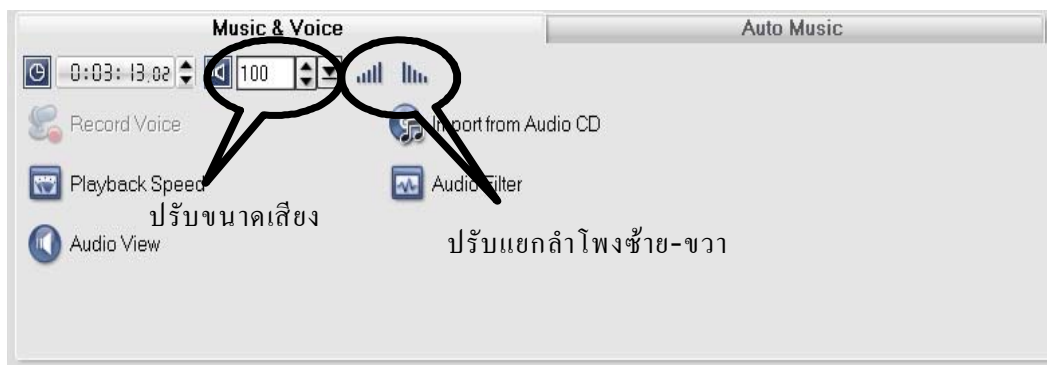 Music & Voice Auto Music
0:03:13.02 100
Record Voice Import from Audio CD
Playback Speed Audio Filter
ปรับขนาดเสียง
Audio View ปรับแยกลำโพงซ้าย-ขวา